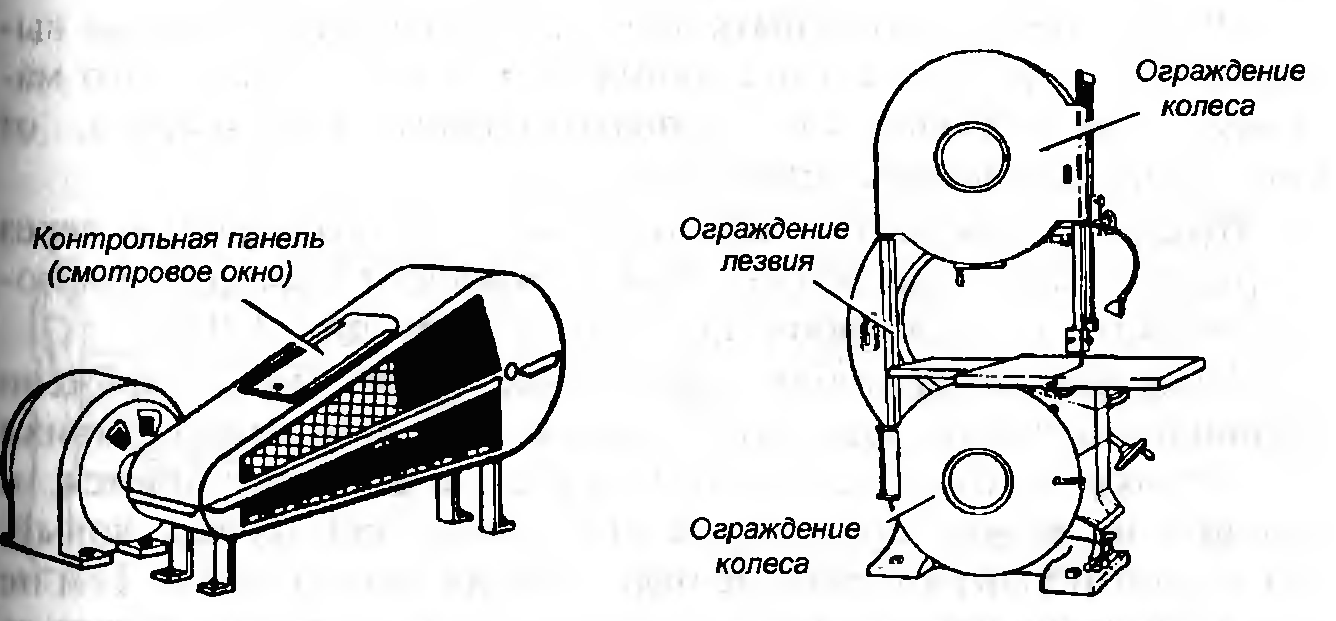 Ограждение
колеса
Ограждение
лезвия
Контрольная панель
(смотровое окно)
Ограждение
колеса